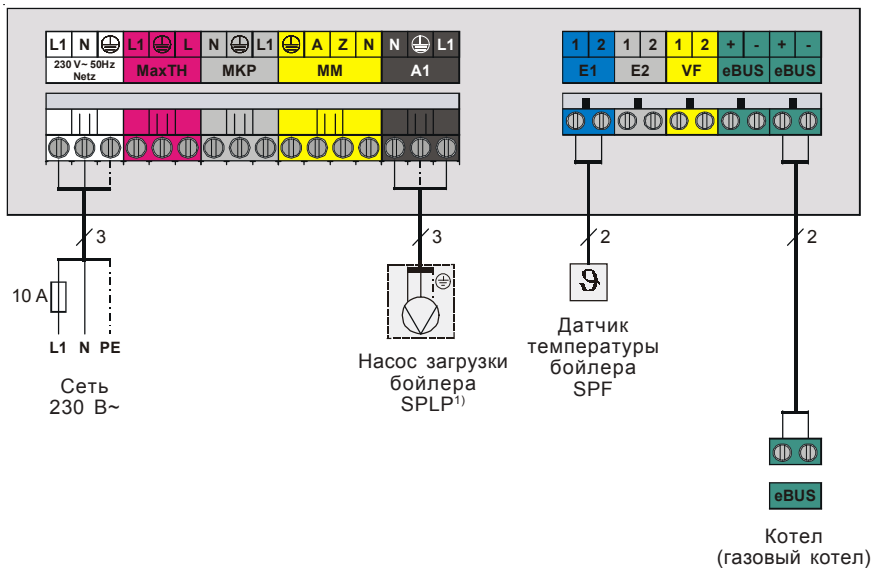 L1 N L1 L N L1 A Z N N L1
230 V~ 50Hz
Netz
MaxTH MKP MM A1
1 2 1 2 1 2 + - + -
E1 E2 VF eBUS eBUS
3 3 2 2
10 A
L1 N PE
Сеть
230 В~
Насос загрузки
бойлера
SPLP1)
ϑ
Датчик
температуры
бойлера
SPF
eBUS
Котел
(газовый котел)